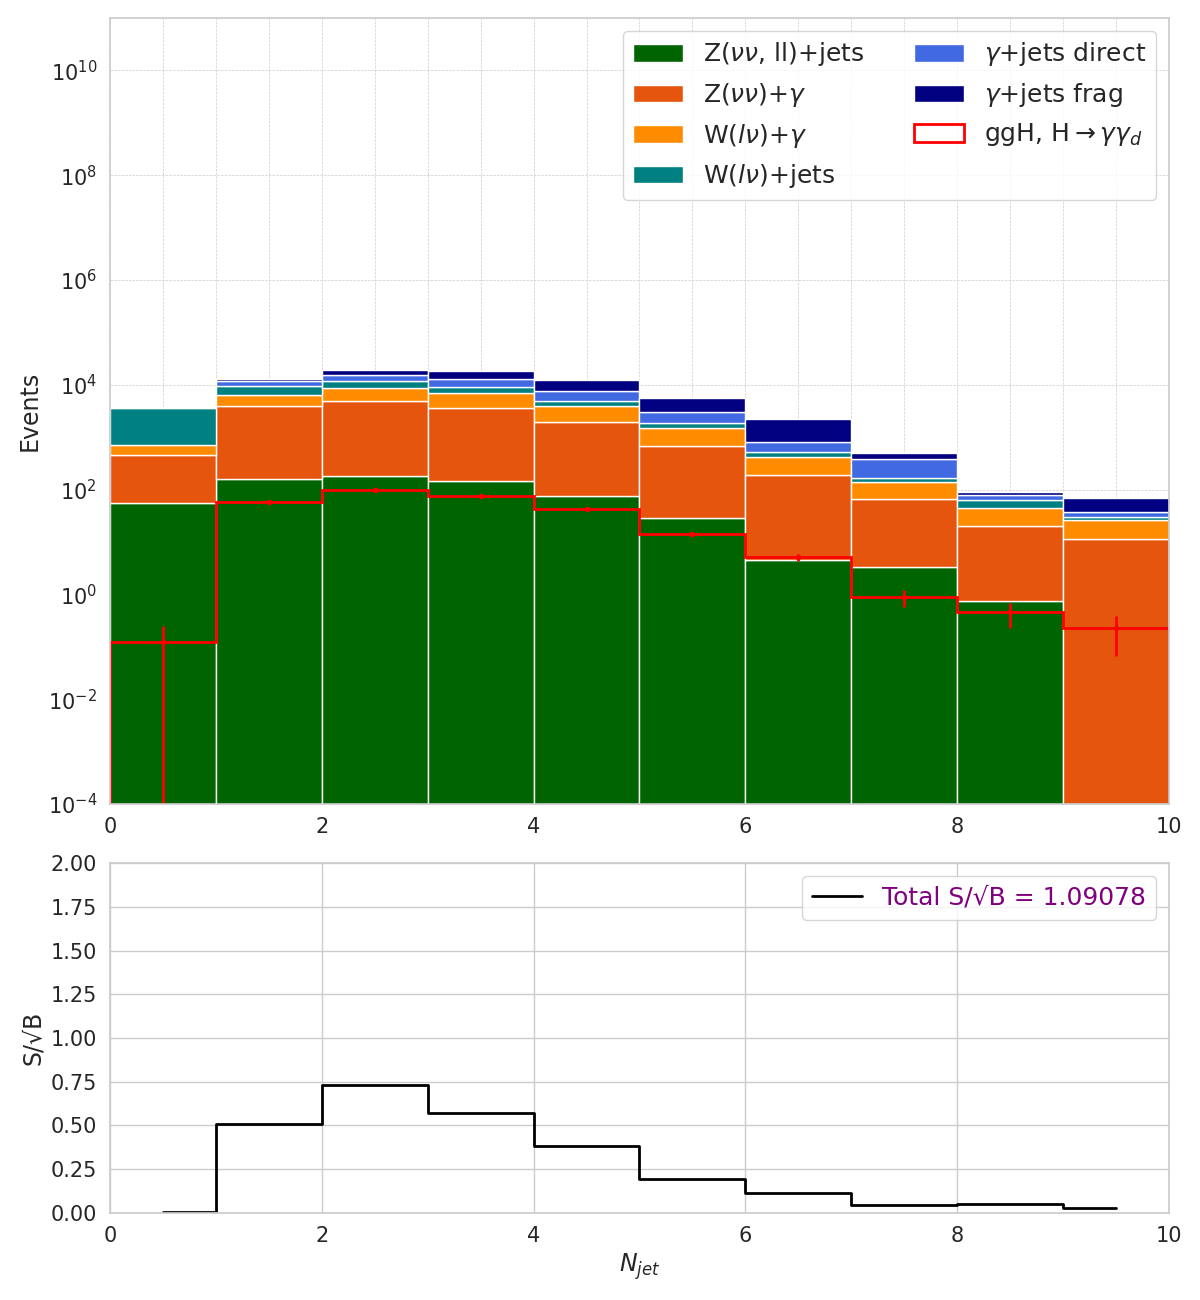 Z(νν, ll)+jets
Z(νν)+γ
W(lν)+γ
W(lν)+jets
γ+jets direct
γ+jets frag
ggH, H→γγ_d
Events
10^10
10^8
10^6
10^4
10^2
10^0
10^−2
10^−4
0 2 4 6 8 10
Total S/√B = 1.09078
S/√B
2.00
1.75
1.50
1.25
1.00
0.75
0.50
0.25
0.00
0 2 4 6 8 10
N_jet